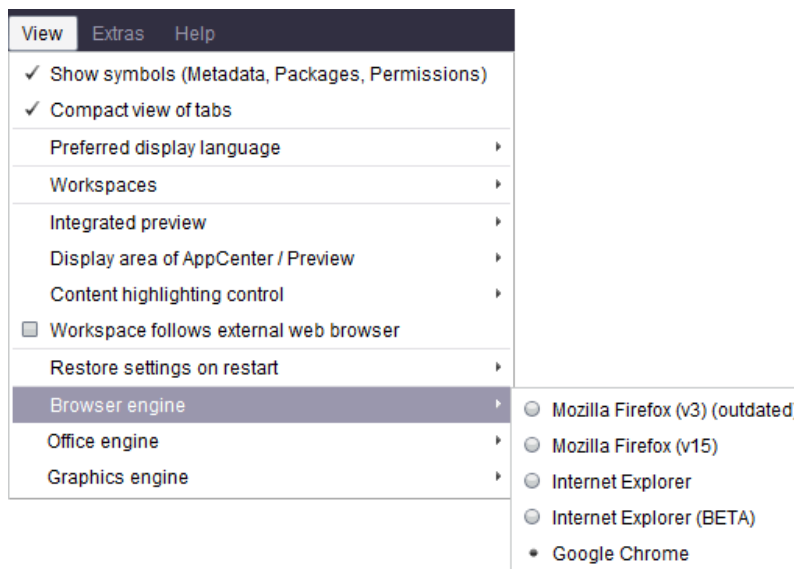 View Extras Help
Show symbols (Metadata, Packages, Permissions)
Compact view of tabs
Preferred display language
Workspaces
Integrated preview
Display area of AppCenter / Preview
Content highlighting control
Workspace follows external web browser
Restore settings on restart
Browser engine
Office engine
Graphics engine
Mozilla Firefox (v3) (outdated)
Mozilla Firefox (v15)
Internet Explorer
Internet Explorer (BETA)
Google Chrome